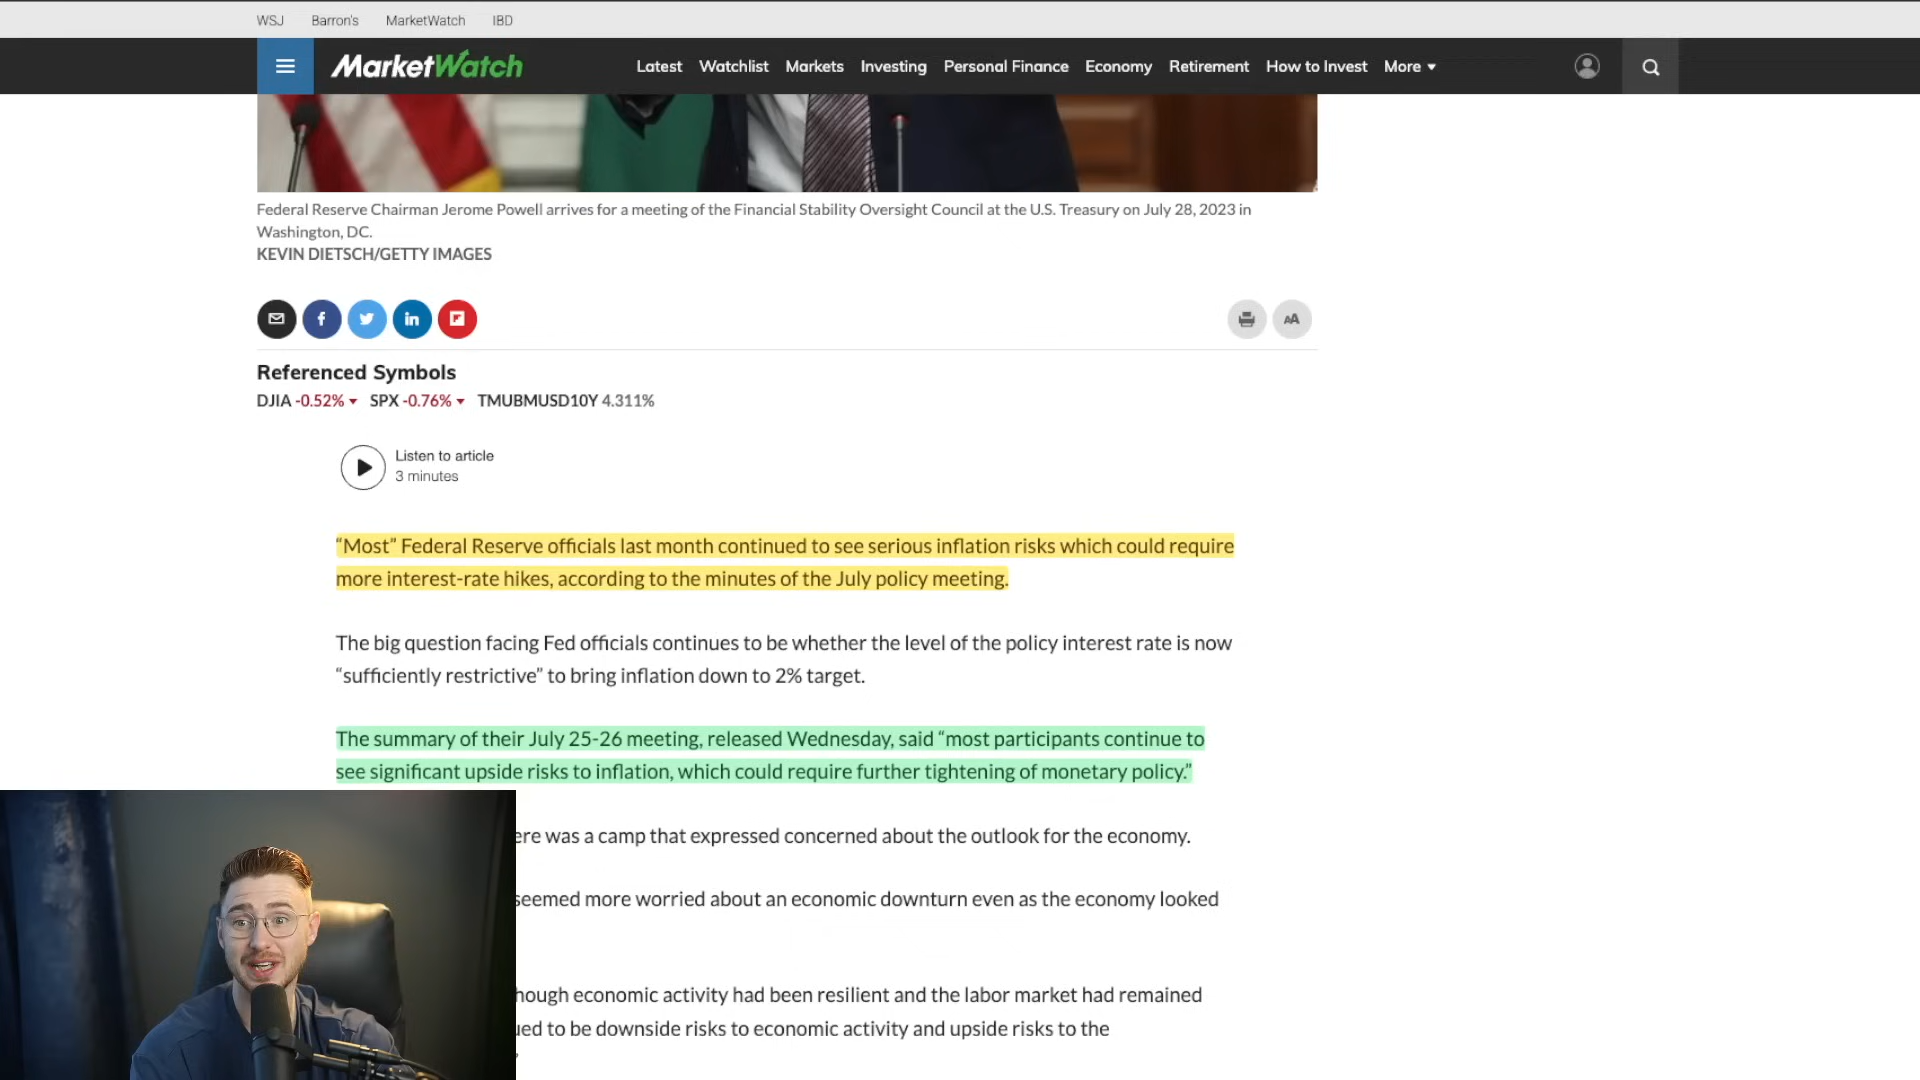 WSJ Barron's MarketWatch IBD
MarketWatch Latest Watchlist Markets Investing Personal Finance Economy Retirement How to Invest More
Federal Reserve Chairman Jerome Powell arrives for a meeting of the Financial Stability Oversight Council at the U.S. Treasury on July 28, 2023 in
Washington, DC.
KEVIN DIETSCH/GETTY IMAGES
Referenced Symbols
DJIA -0.52% SPX -0.76% TMUBMUSD10Y 4.311%
Listen to article
3 minutes
“Most” Federal Reserve officials last month continued to see serious inflation risks which could require
more interest-rate hikes, according to the minutes of the July policy meeting.
The big question facing Fed officials continues to be whether the level of the policy interest rate is now
“sufficiently restrictive” to bring inflation down to 2% target.
The summary of their July 25-26 meeting, released Wednesday, said “most participants continue to
see significant upside risks to inflation, which could require further tightening of monetary policy.”
ere was a camp that expressed concerned about the outlook for the economy.
seemed more worried about an economic downturn even as the economy looked
hough economic activity had been resilient and the labor market had remained
ued to be downside risks to economic activity and upside risks to the